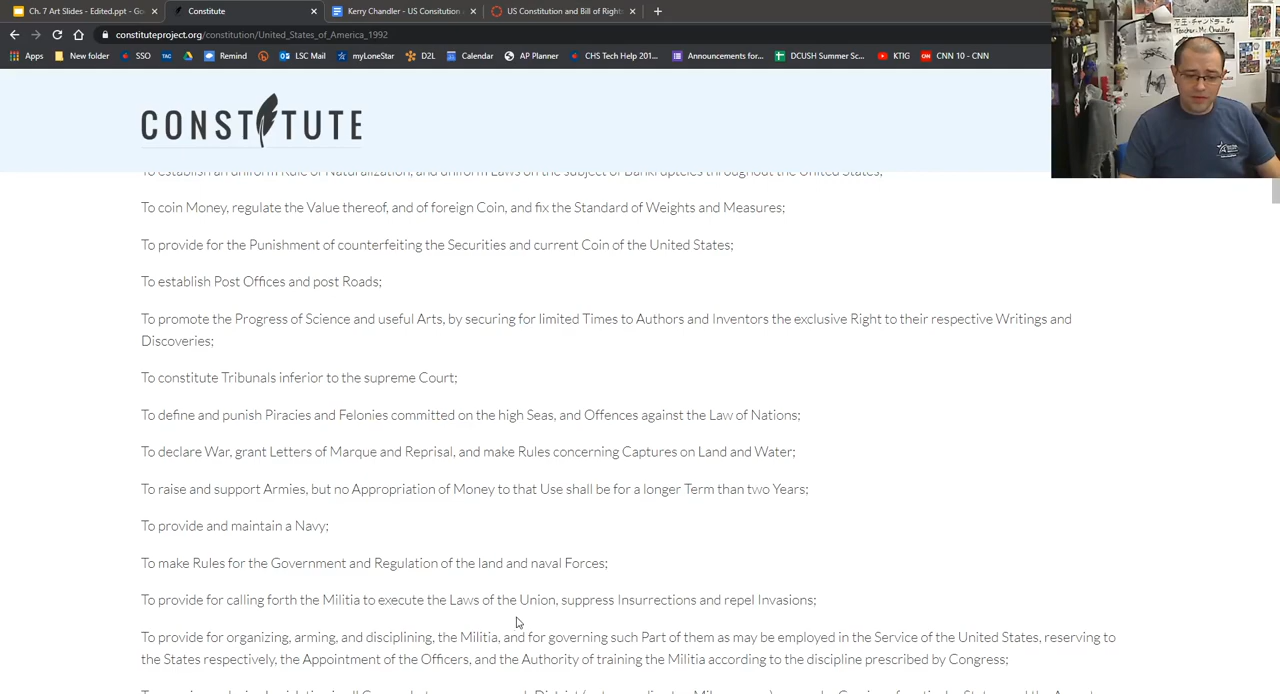 Ch. 7 Art Slides - Edited.ppt - Go
Constitute
Kerry Chandler - US Consitution
US Constitution and Bill of Right
constituteproject.org/constitution/United_States_of_America_1992
Apps New folder SSO TAC Remind LSC Mail myLoneStar D2L Calendar AP Planner CHS Tech Help 201... Announcements for... DCUSH Summer Sc... KTIG CNN 10 - CNN
Teacher: Mr. Chandler
CONSTITUTE
To establish an uniform Rule of Naturalization, and uniform Laws on the subject of Bankruptcies throughout the United States;
To coin Money, regulate the Value thereof, and of foreign Coin, and fix the Standard of Weights and Measures;
To provide for the Punishment of counterfeiting the Securities and current Coin of the United States;
To establish Post Offices and post Roads;
To promote the Progress of Science and useful Arts, by securing for limited Times to Authors and Inventors the exclusive Right to their respective Writings and
Discoveries;
To constitute Tribunals inferior to the supreme Court;
To define and punish Piracies and Felonies committed on the high Seas, and Offences against the Law of Nations;
To declare War, grant Letters of Marque and Reprisal, and make Rules concerning Captures on Land and Water;
To raise and support Armies, but no Appropriation of Money to that Use shall be for a longer Term than two Years;
To provide and maintain a Navy;
To make Rules for the Government and Regulation of the land and naval Forces;
To provide for calling forth the Militia to execute the Laws of the Union, suppress Insurrections and repel Invasions;
To provide for organizing, arming, and disciplining, the Militia, and for governing such Part of them as may be employed in the Service of the United States, reserving to
the States respectively, the Appointment of the Officers, and the Authority of training the Militia according to the discipline prescribed by Congress;